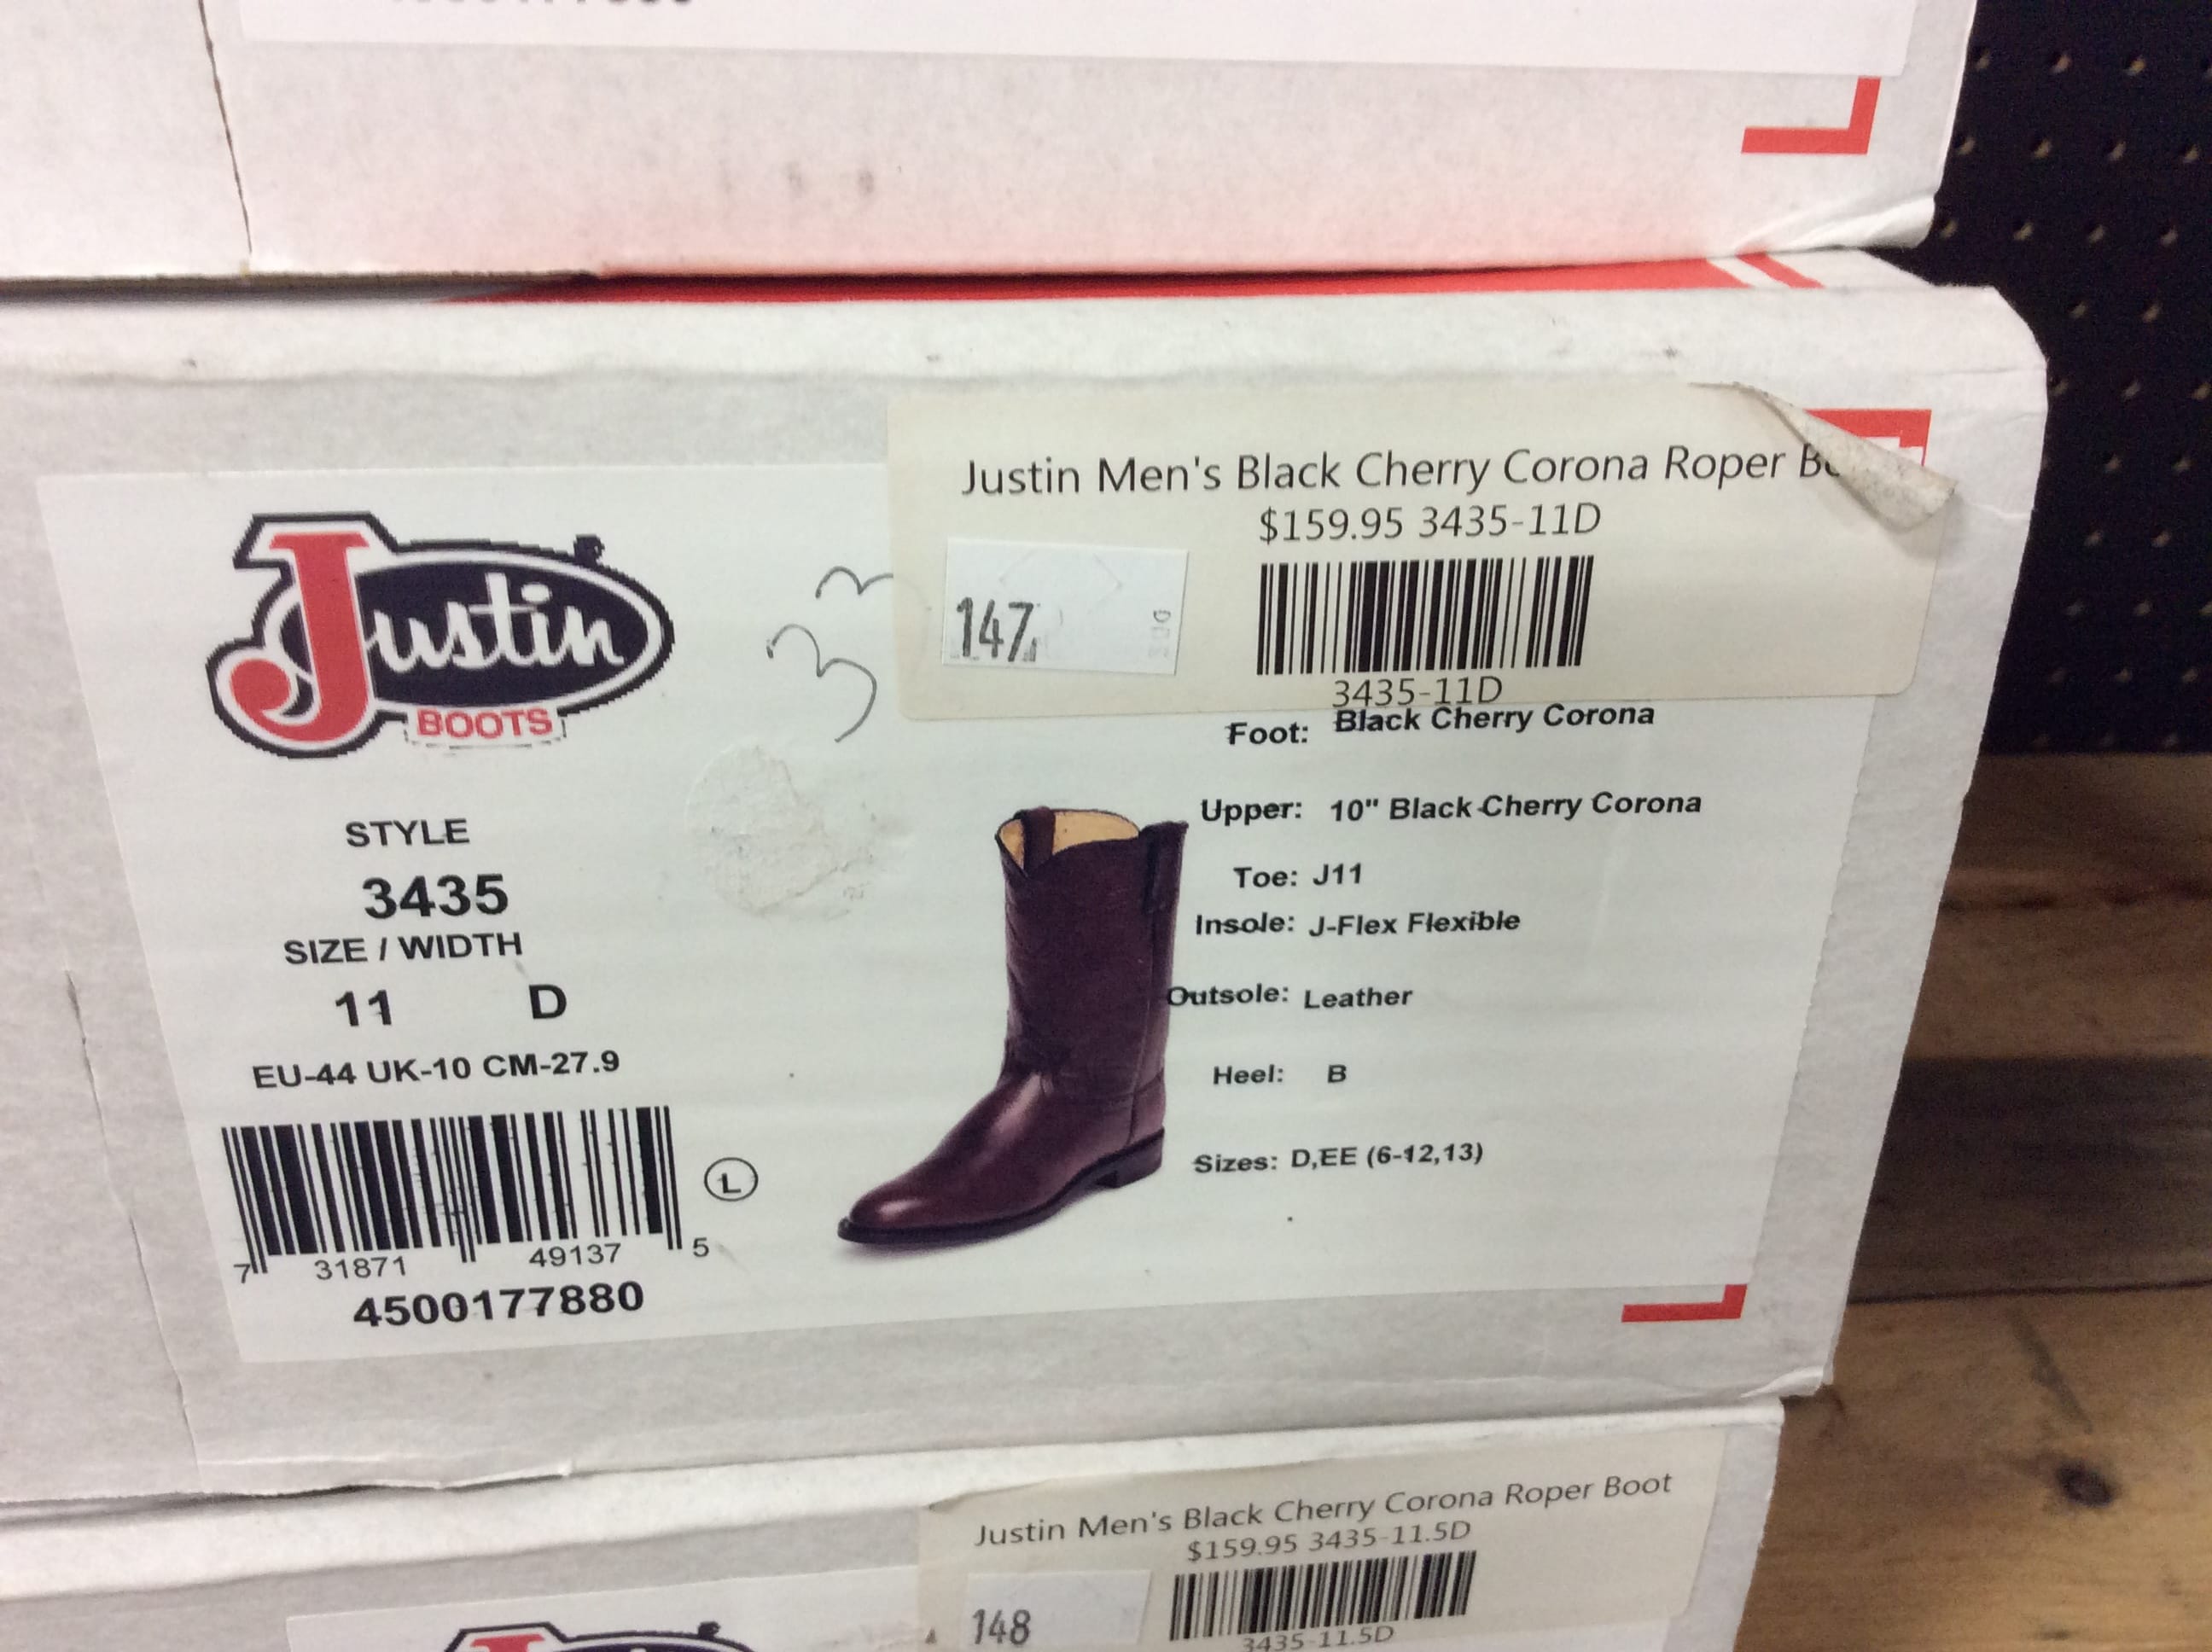 Justin Men's Black Cherry Corona Roper
$159.95 3435-11D
147
3435-11D
33
Justin
BOOTS
STYLE
3435
SIZE / WIDTH
11 D
EU-44 UK-10 CM-27.9
7 31871 49137 5
L
4500177880
Foot: Black Cherry Corona
Upper: 10" Black Cherry Corona
Toe: J11
Insole: J-Flex Flexible
Outsole: Leather
Heel: B
Sizes: D,EE (6-12,13)
Justin Men's Black Cherry Corona Roper Boot
$159.95 3435-11.5D
148
3435-11.5D